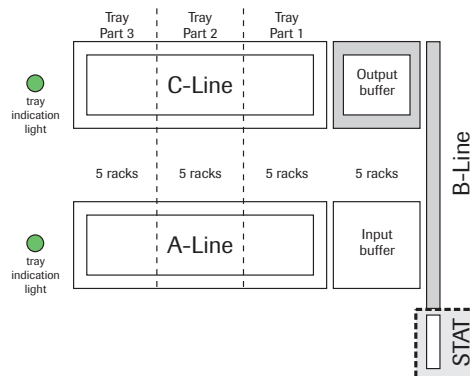 Tray Tray Tray
Part 3 Part 2 Part 1
C-Line
Output
buffer
tray
indication
light
B-Line
5 racks 5 racks 5 racks 5 racks
A-Line
Input
buffer
tray
indication
light
STAT